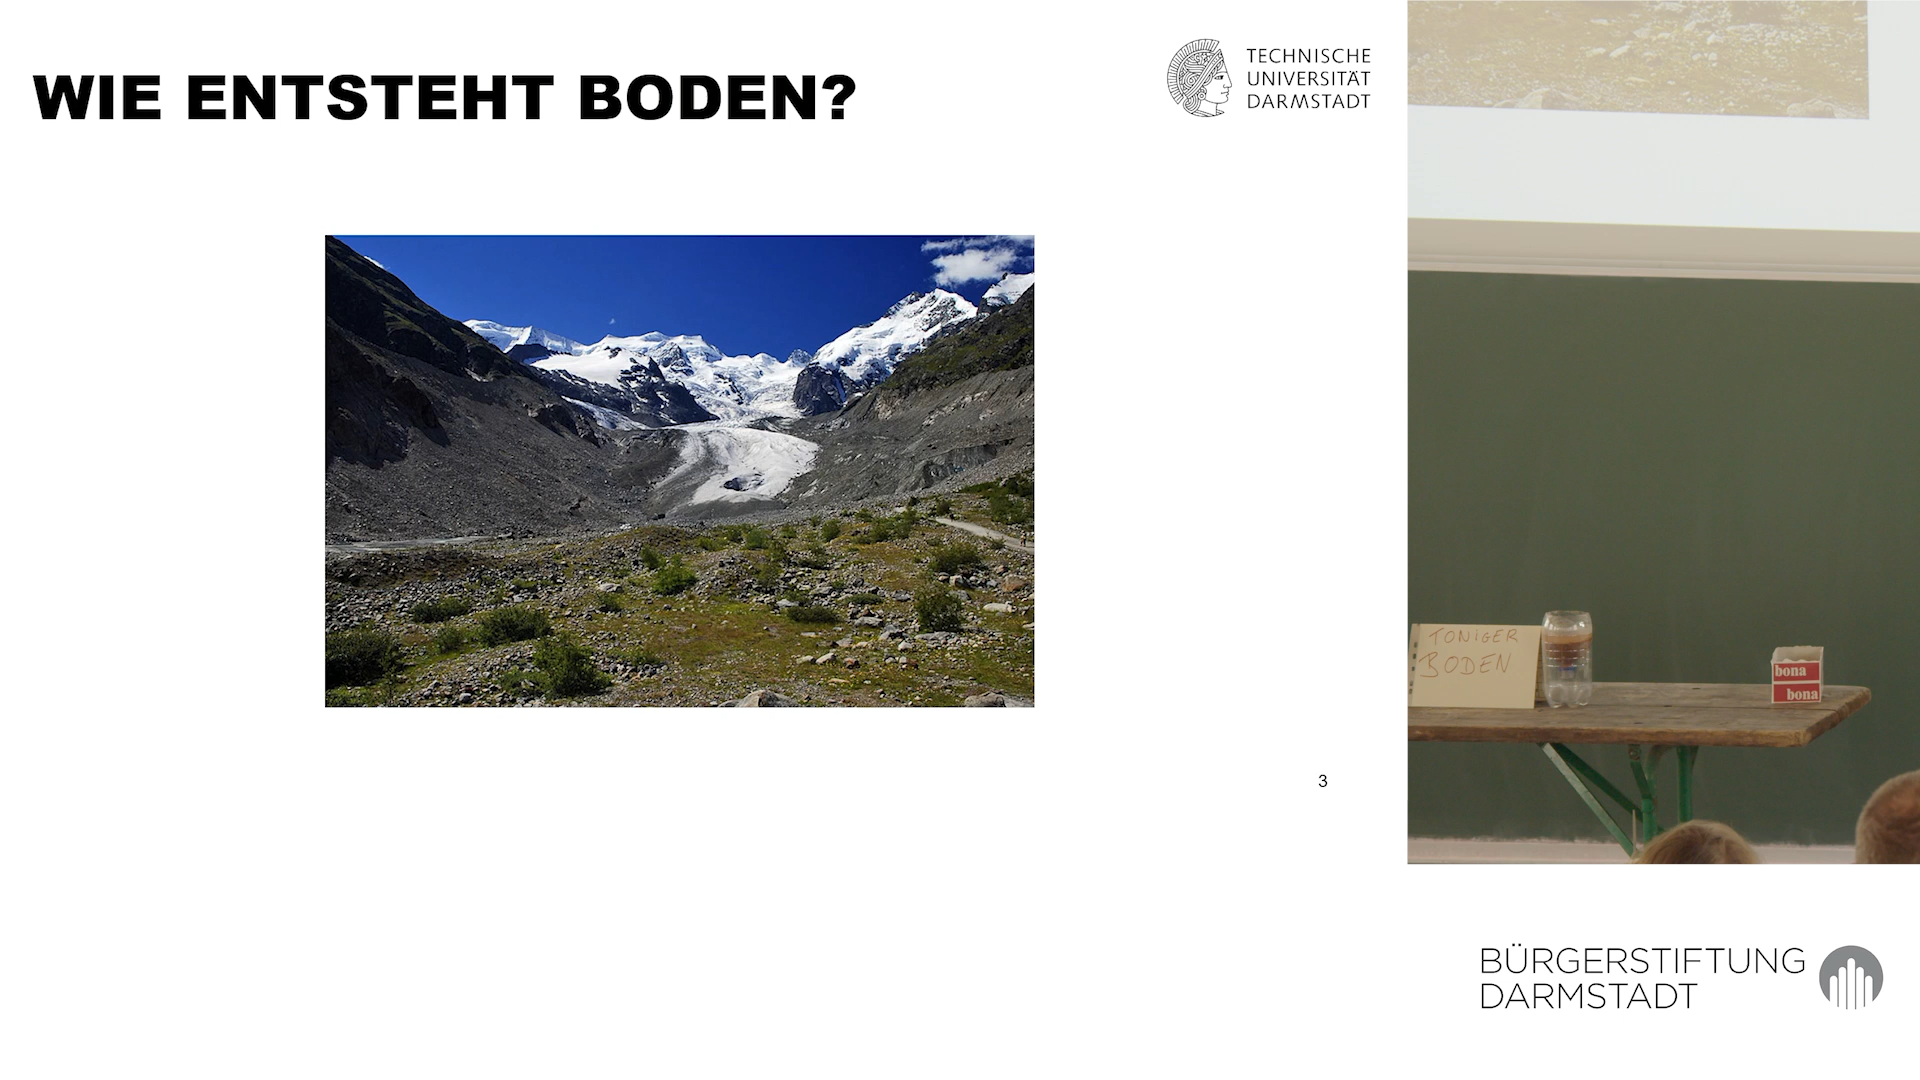 WIE ENTSTEHT BODEN?
TECHNISCHE
UNIVERSITÄT
DARMSTADT
3
TONIGER
BODEN
bona
bona
BÜRGERSTIFTUNG
DARMSTADT